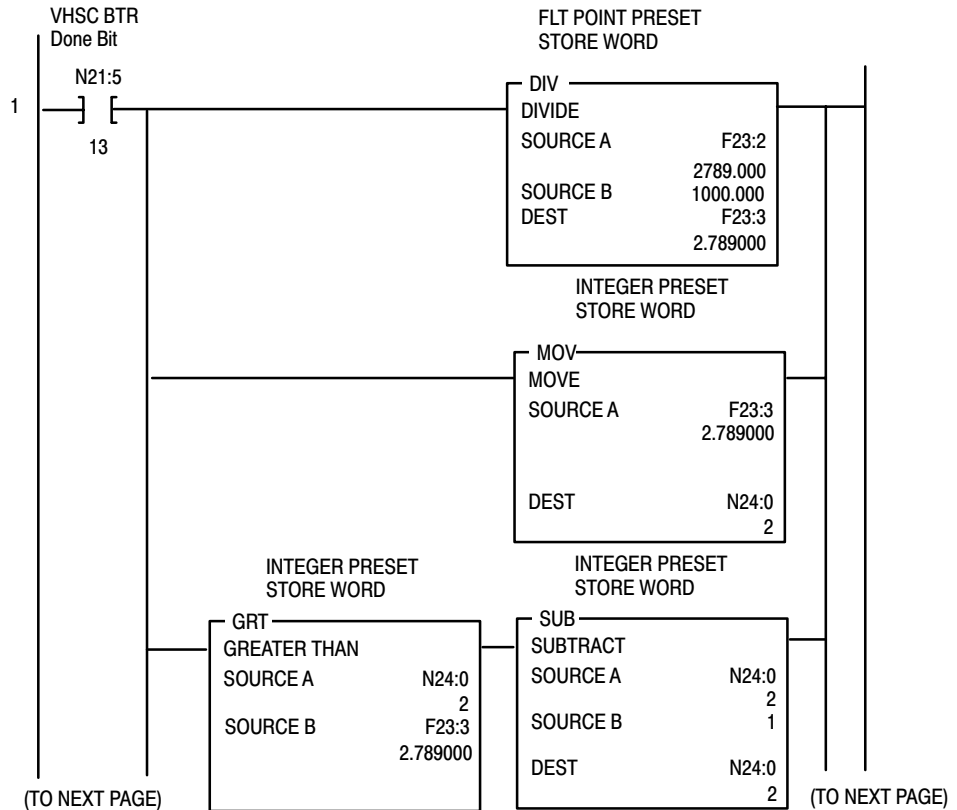 VHSC BTR
Done Bit
N21:5
1
13
FLT POINT PRESET
STORE WORD
DIV
DIVIDE
SOURCE A F23:2
2789.000
SOURCE B 1000.000
DEST F23:3
2.789000
INTEGER PRESET
STORE WORD
MOV
MOVE
SOURCE A F23:3
2.789000
DEST N24:0
2
INTEGER PRESET
STORE WORD
GRT
GREATER THAN
SOURCE A N24:0
2
SOURCE B F23:3
2.789000
INTEGER PRESET
STORE WORD
SUB
SUBTRACT
SOURCE A N24:0
2
SOURCE B 1
DEST N24:0
2
(TO NEXT PAGE)
(TO NEXT PAGE)